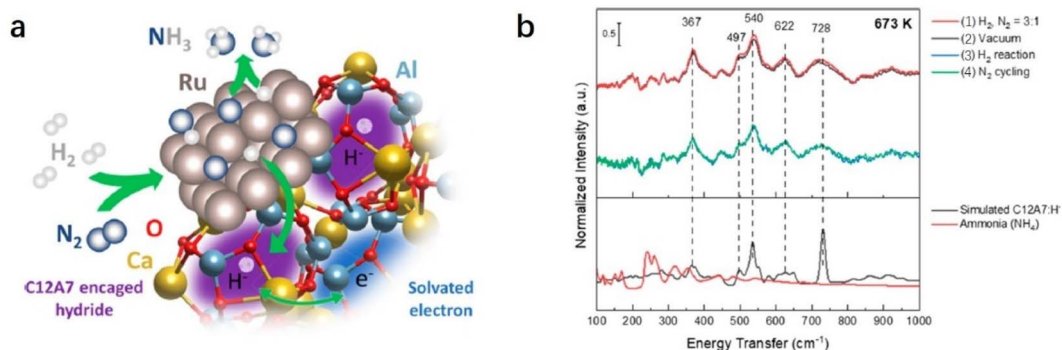 a
NH3
Ru
Al
H2
H-
N2
O
Ca
H-
e-
C12A7 encaged
hydride
Solvated
electron
b
673 K
0.5
367
497
540
622
728
(1) H2, N2 = 3:1
(2) Vacuum
(3) H2 reaction
(4) N2 cycling
Normalized Intensity (a.u.)
Simulated C12A7:H-
Ammonia (NH4)
100 200 300 400 500 600 700 800 900 1000
Energy Transfer (cm-1)